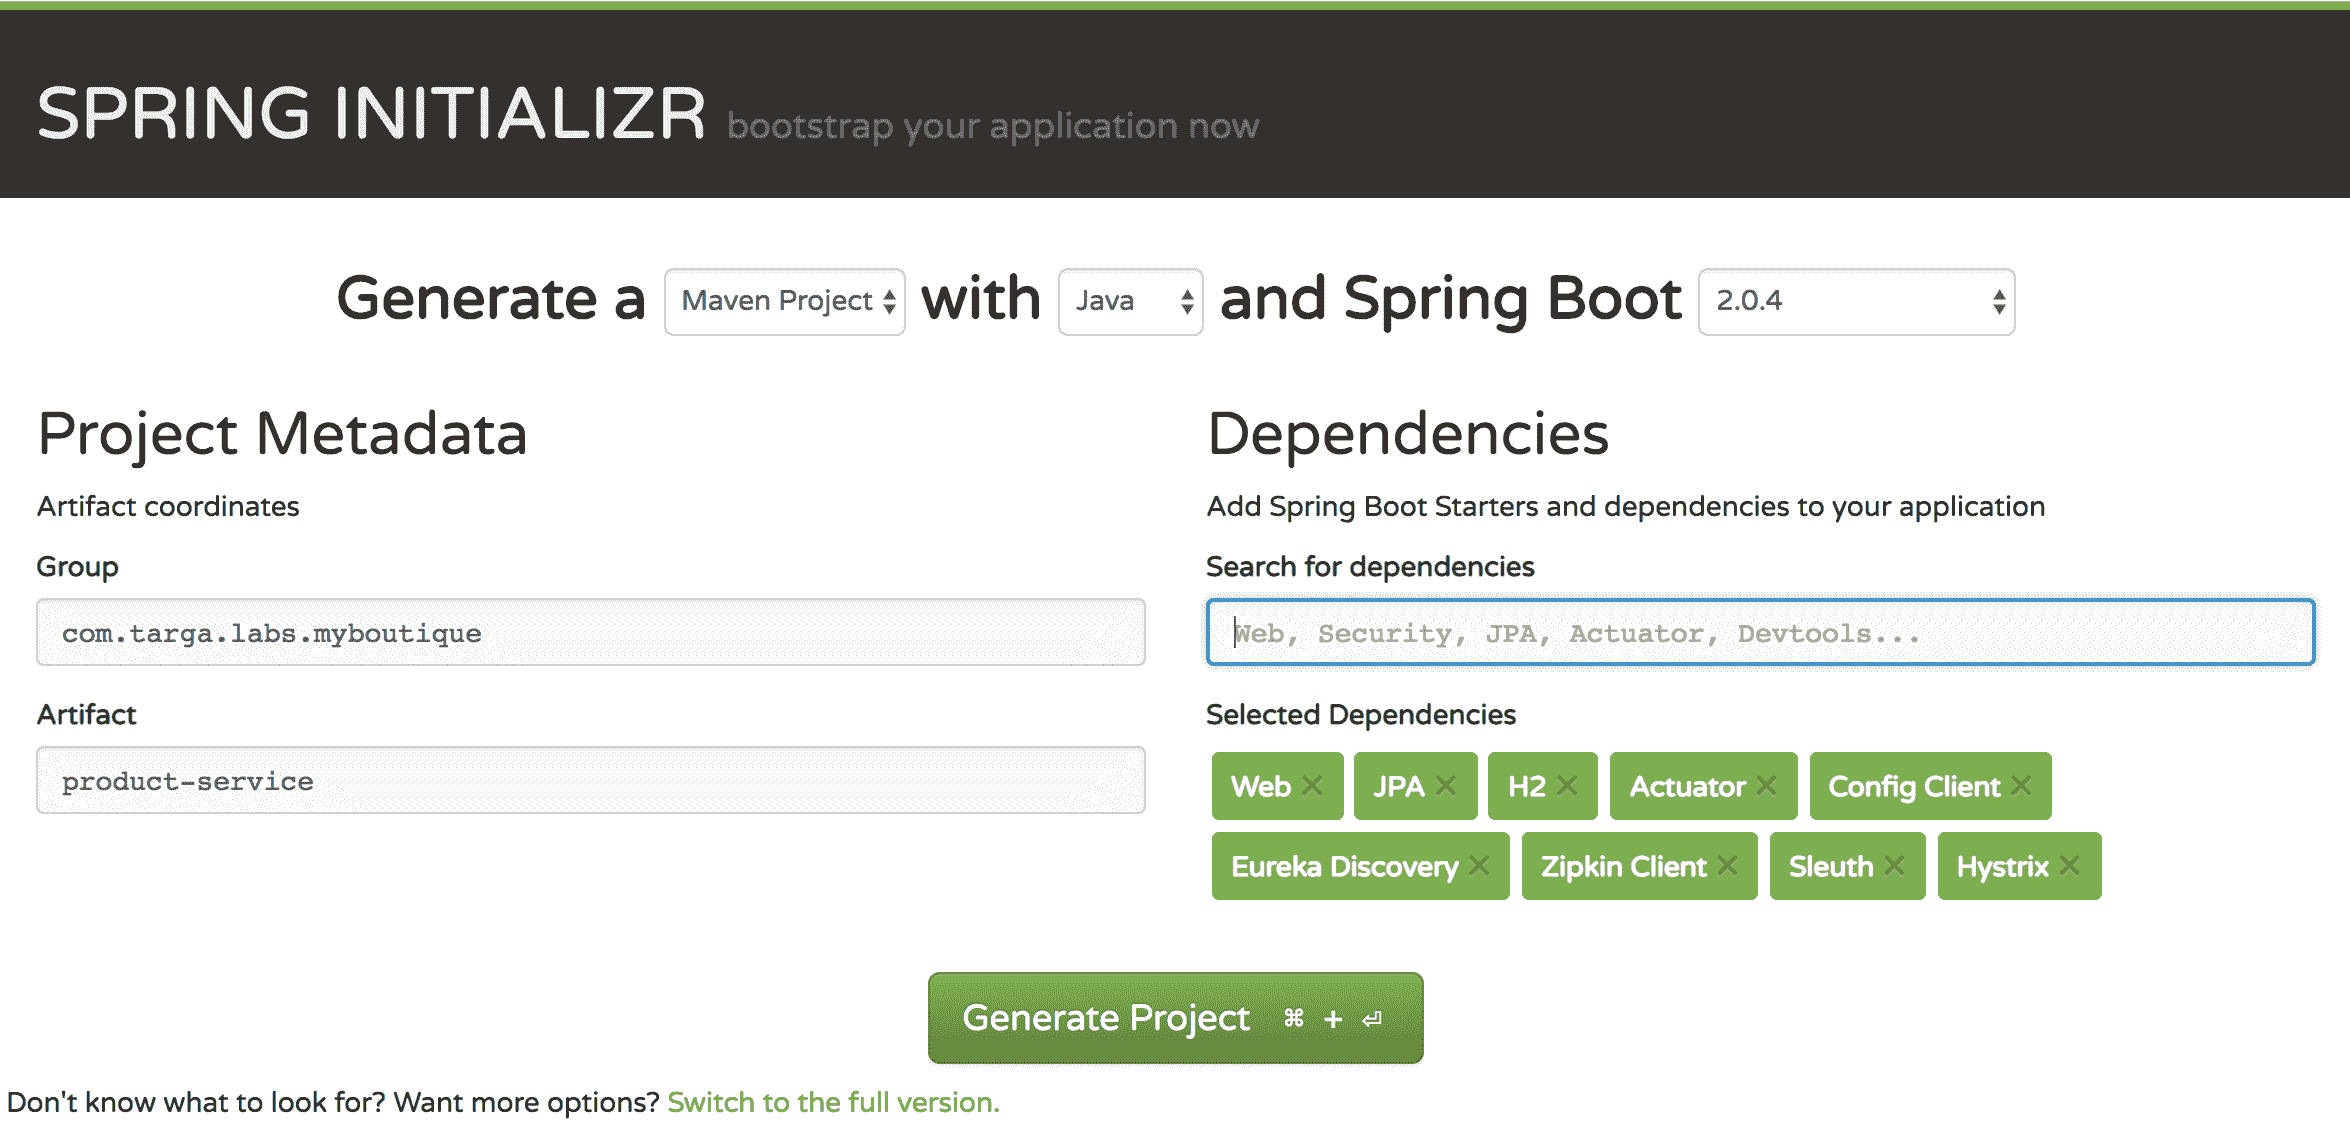 SPRING INITIALIZR bootstrap your application now
Generate a Maven Project with Java and Spring Boot 2.0.4
Project Metadata
Artifact coordinates
Group
com.targa.labs.myboutique
Artifact
product-service
Dependencies
Add Spring Boot Starters and dependencies to your application
Search for dependencies
Web, Security, JPA, Actuator, Devtools...
Selected Dependencies
Web ✕ JPA ✕ H2 ✕ Actuator ✕ Config Client ✕
Eureka Discovery ✕ Zipkin Client ✕ Sleuth ✕ Hystrix ✕
Generate Project ⌘ + ⏎
Don't know what to look for? Want more options? Switch to the full version.